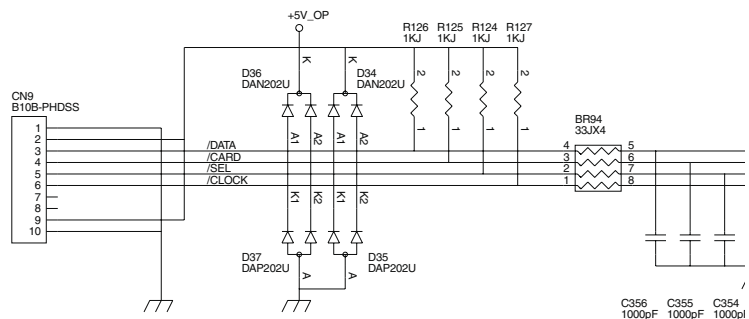 +5V_OP
R126 R125 R124 R127
1KJ 1KJ 1KJ 1KJ
K K
D36 D34
DAN202U DAN202U
2 2 2 2
CN9
B10B-PHDSS
A1 A2 A1 A2
1 1 1 1
BR94
33JX4
1
2
3 /DATA 4 5
4 /CARD 3 6
5 /SEL 2 7
6 /CLOCK 1 8
7
8
9
10
K1 K2 K1 K2
D37 D35
DAP202U DAP202U
A A
C356 C355 C354
1000pF 1000pF